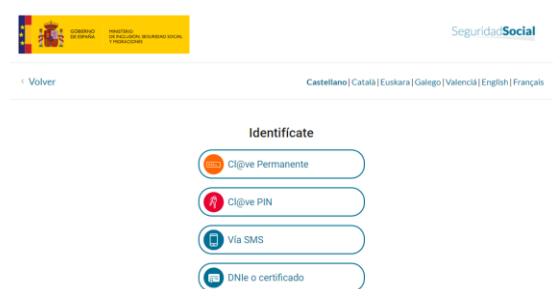 GOBIERNO
DE ESPAÑA
MINISTERIO
DE INCLUSIÓN, SEGURIDAD SOCIAL
Y MIGRACIONES
SeguridadSocial
‹ Volver
Castellano | Català | Euskara | Galego | Valencià | English | Français
Identifícate
Cl@ve Permanente
Cl@ve PIN
Vía SMS
DNIe o certificado